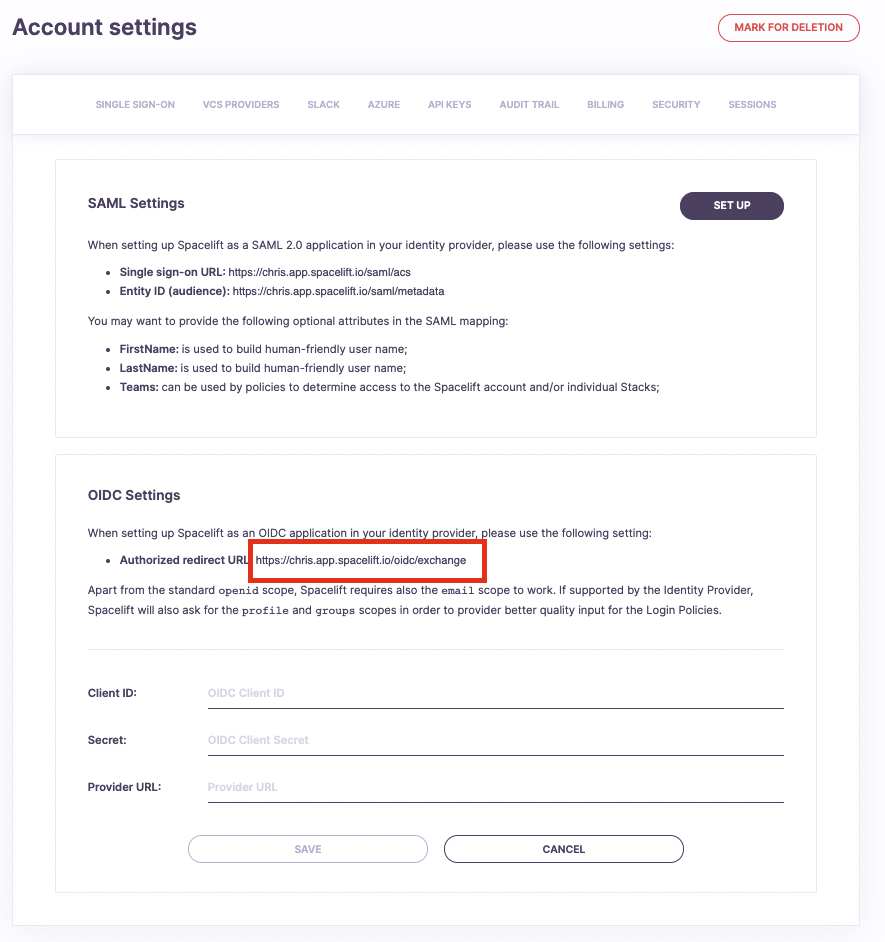 Account settings
MARK FOR DELETION
SINGLE SIGN-ON VCS PROVIDERS SLACK AZURE API KEYS AUDIT TRAIL BILLING SECURITY SESSIONS
SAML Settings
SET UP
When setting up Spacelift as a SAML 2.0 application in your identity provider, please use the following settings:
• Single sign-on URL: https://chris.app.spacelift.io/saml/acs
• Entity ID (audience): https://chris.app.spacelift.io/saml/metadata
You may want to provide the following optional attributes in the SAML mapping:
• FirstName: is used to build human-friendly user name;
• LastName: is used to build human-friendly user name;
• Teams: can be used by policies to determine access to the Spacelift account and/or individual Stacks;
OIDC Settings
When setting up Spacelift as an OIDC application in your identity provider, please use the following setting:
• Authorized redirect URL https://chris.app.spacelift.io/oidc/exchange
Apart from the standard openid scope, Spacelift requires also the email scope to work. If supported by the Identity Provider,
Spacelift will also ask for the profile and groups scopes in order to provider better quality input for the Login Policies.
Client ID: OIDC Client ID
Secret: OIDC Client Secret
Provider URL: Provider URL
SAVE CANCEL